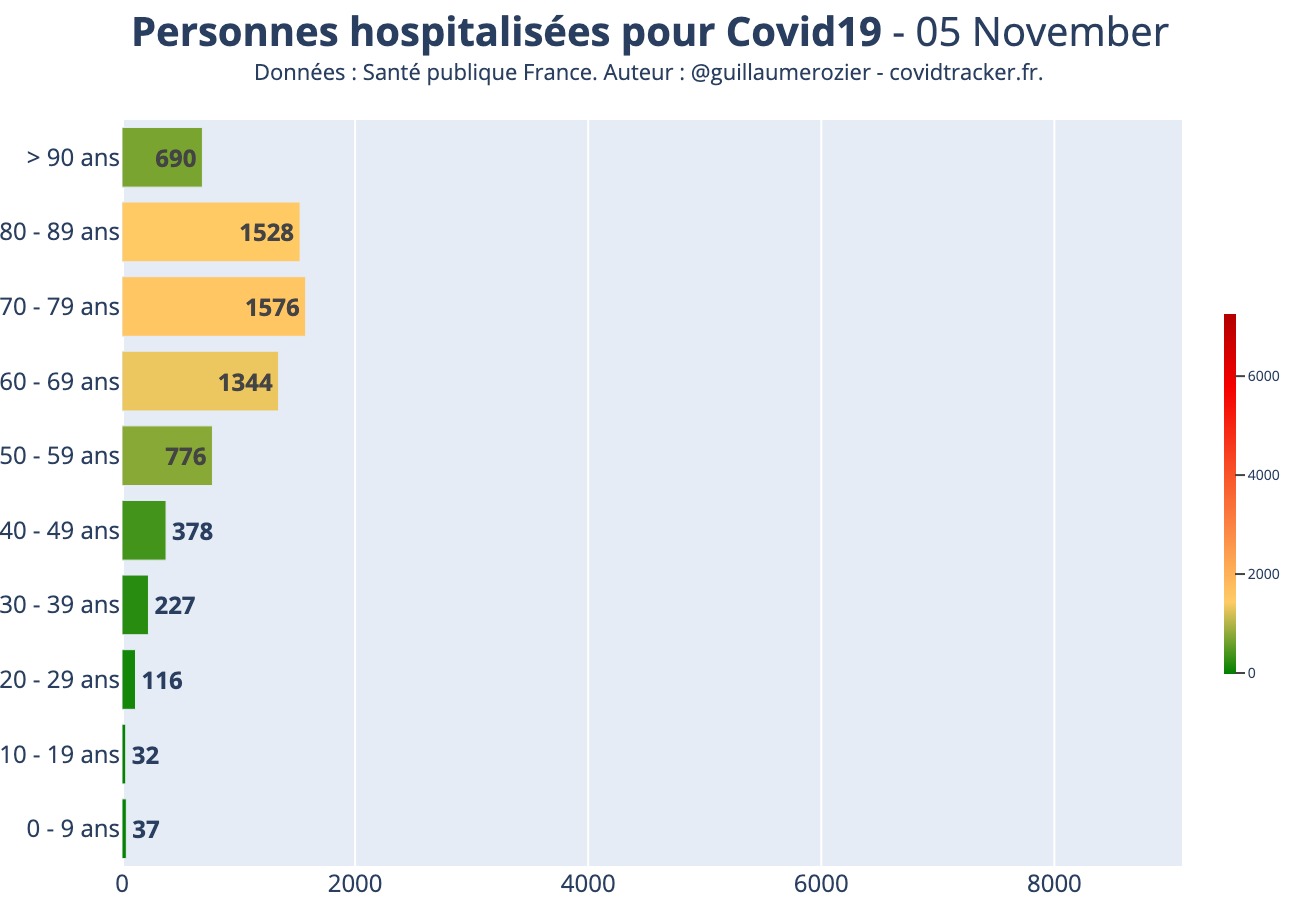 Personnes hospitalisées pour Covid19 - 05 November
Données : Santé publique France. Auteur : @guillaumerozier - covidtracker.fr.
> 90 ans 690
80 - 89 ans 1528
70 - 79 ans 1576
60 - 69 ans 1344
50 - 59 ans 776
40 - 49 ans 378
30 - 39 ans 227
20 - 29 ans 116
10 - 19 ans 32
0 - 9 ans 37
0 2000 4000 6000 8000
6000
4000
2000
0